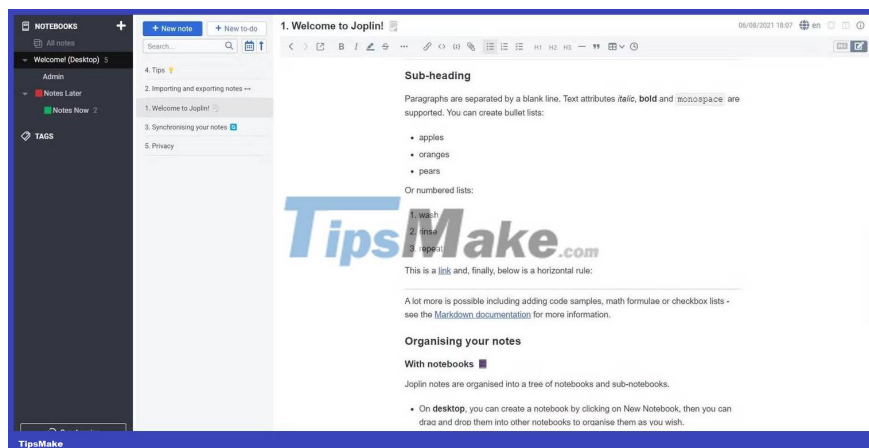 NOTEBOOKS
All notes
Welcome! (Desktop) 5
Admin
Notes Later
Notes Now 2
TAGS
+ New note
+ New to-do
Search...
4. Tips
2. Importing and exporting notes ↔
1. Welcome to Joplin!
3. Synchronising your notes
5. Privacy
1. Welcome to Joplin!
06/08/2021 18:07
en
B I S ... H1 H2 H3
Sub-heading
Paragraphs are separated by a blank line. Text attributes italic, bold and monospace are
supported. You can create bullet lists:
• apples
• oranges
• pears
Or numbered lists:
1. wash
2. rinse
3. repeat
TipsMake.com
This is a link and, finally, below is a horizontal rule:
A lot more is possible including adding code samples, math formulae or checkbox lists -
see the Markdown documentation for more information.
Organising your notes
With notebooks
Joplin notes are organised into a tree of notebooks and sub-notebooks.
• On desktop, you can create a notebook by clicking on New Notebook, then you can
drag and drop them into other notebooks to organise them as you wish.
TipsMake